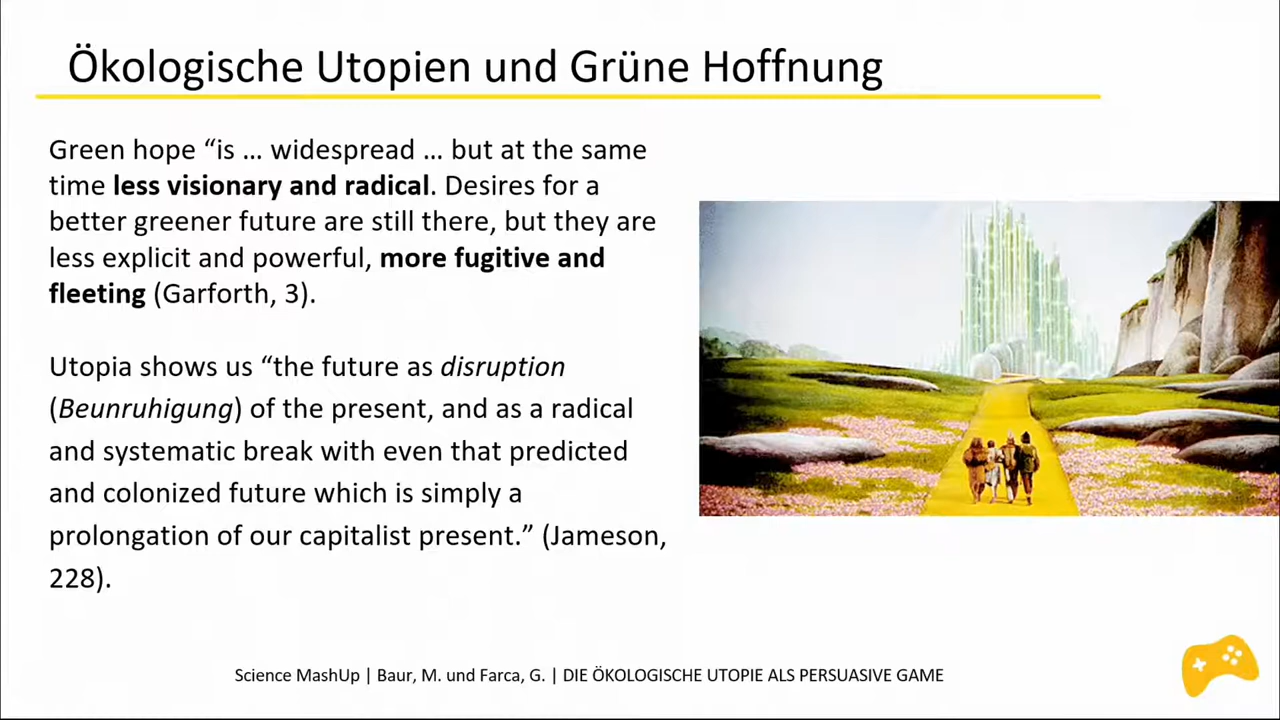 Ökologische Utopien und Grüne Hoffnung
Green hope “is … widespread … but at the same
time less visionary and radical. Desires for a
better greener future are still there, but they are
less explicit and powerful, more fugitive and
fleeting (Garforth, 3).
Utopia shows us “the future as disruption
(Beunruhigung) of the present, and as a radical
and systematic break with even that predicted
and colonized future which is simply a
prolongation of our capitalist present.” (Jameson,
228).
Science MashUp | Baur, M. und Farca, G. | DIE ÖKOLOGISCHE UTOPIE ALS PERSUASIVE GAME